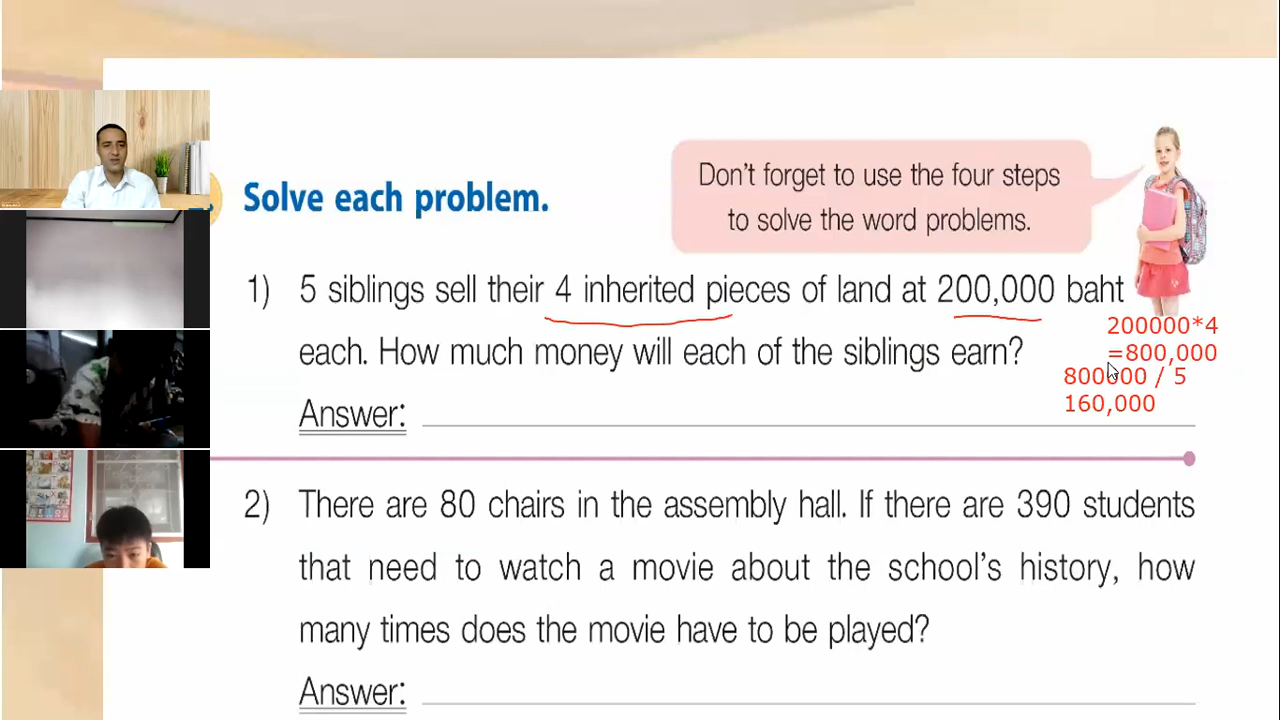 Solve each problem.
Don't forget to use the four steps
to solve the word problems.
1) 5 siblings sell their 4 inherited pieces of land at 200,000 baht
each. How much money will each of the siblings earn?
200000*4
=800,000
800000 / 5
160,000
Answer:
2) There are 80 chairs in the assembly hall. If there are 390 students
that need to watch a movie about the school's history, how
many times does the movie have to be played?
Answer: